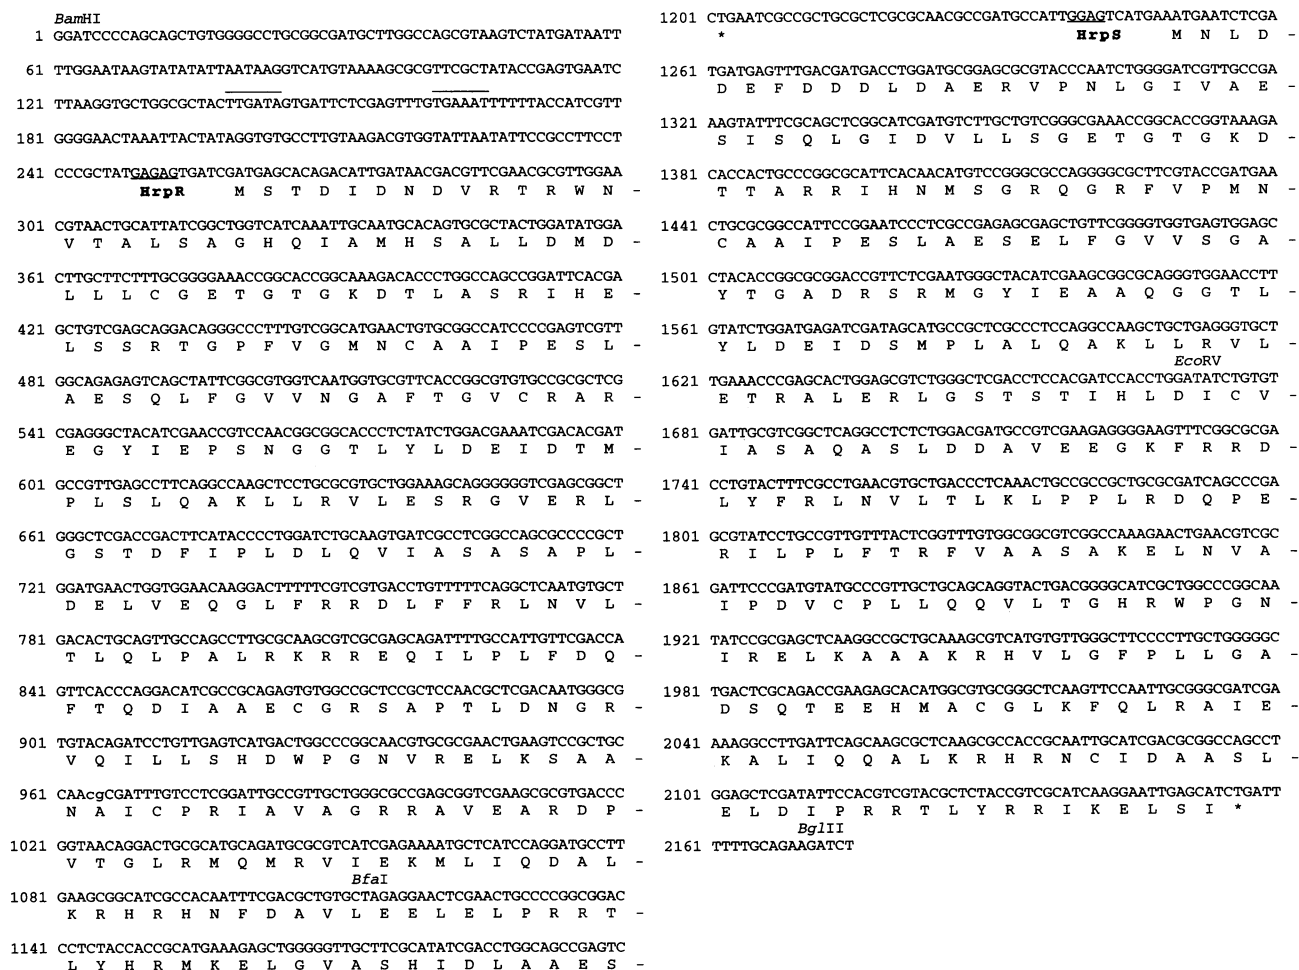 BamHI
1 GGATCCCCCAGCAGCTGTGGGGCCTGCGGCGATGCTTGGCCAGCGTAAGTCTATGATAATT
61 TTGGAATAAGTATATATTAATAAGGTCATGTAAAAGCGCGTTCGCTATACCGAGTGAATC
121 TTAAGGTGCTGGCGCTACTTGATAGTGATTCTCGAGTTTGTGAAATTTTTTACCATCGTT
181 GGGGAACTAAATTACTATAGGTGTGCCTTGTAAGACGTGGTATTAATATTCCGCCTTCCT
241 CCCGCTATGAGAGTGATCGATGAGCACAGACATTGATAACGACGTTCGAACGCGTTGGAA
HrpR M S T D I D N D V R T R W N -
301 CGTAACTGCATTATCGGCTGGTCATCAAATTGCAATGCACAGTGCGCTACTGGATATGGA
V T A L S A G H Q I A M H S A L L D M D -
361 CTTGCTTCTTTGCGGGGAAACCGGCACCGGCAAAGACACCCTGGCCAGCCGGATTCACGA
L L L C G E T G T G K D T L A S R I H E -
421 GCTGTCGAGCAGGACAGGGCCCTTTGTCGGCATGAACTGTGCGGCCATCCCCGAGTCGTT
L S S R T G P F V G M N C A A I P E S L -
481 GGCAGAGAGTCAGCTATTCGGCGTGGTCAATGGTGCGTTCACCGGCGTGTGCCGCGCTCG
A E S Q L F G V V N G A F T G V C R A R -
541 CGAGGGCTACATCGAACCGTCCAACGGCGGCACCCTCTATCTGGACGAAATCGACACGAT
E G Y I E P S N G G T L Y L D E I D T M -
601 GCCGTTGAGCCTTCAGGCCAAGCTCCTGCGCGTGCTGGAAAGCAGGGGGGTCGAGCGGCT
P L S L Q A K L L R V L E S R G V E R L -
661 GGGCTCGACCGACTTCATACCCCTGGATCTGCAAGTGATCGCCTCGGCCAGCGCCCCGCT
G S T D F I P L D L Q V I A S A S A P L -
721 GGATGAACTGGTGGAACAAGGACTTTTTCGTCGTGACCTGTTTTTCAGGCTCAATGTGCT
D E L V E Q G L F R R D L F F R L N V L -
781 GACACTGCAGTTGCCAGCCTTGCGCAAGCGTCGCGAGCAGATTTTGCCATTGTTCGACCA
T L Q L P A L R K R R E Q I L P L F D Q -
841 GTTCACCCAGGACATCGCCGCAGAGTGTGGCCGCTCCGCTCCAACGCTCGACAATGGGCG
F T Q D I A A E C G R S A P T L D N G R -
901 TGTACAGATCCTGTTGAGTCATGACTGGCCCGGCAACGTGCGCGAACTGAAGTCCGCTGC
V Q I L L S H D W P G N V R E L K S A A -
961 CAAcgCGATTTGTCCTCGGATTGCCGTTGCTGGGCGCCGAGCGGTCGAAGCGCGTGACCC
N A I C P R I A V A G R R A V E A R D P -
1021 GGTAACAGGACTGCGCATGCAGATGCGCGTCATCGAGAAAATGCTCATCCAGGATGCCTT
V T G L R M Q M R V I E K M L I Q D A L -
BfaI
1081 GAAGCGGCATCGCCACAATTTCGACGCTGTGCTAGAGGAACTCGAACTGCCCCGGCGGAC
K R H R H N F D A V L E E L E L P R R T -
1141 CCTCTACCACCGCATGAAAGAGCTGGGGGTTGCTTCGCATATCGACCTGGCAGCCGAGTC
L Y H R M K E L G V A S H I D L A A E S -
1201 CTGAATCGCCGCTGCGCTCGCGCAACGCCGATGCCATTGGAGTCATGAAATGAATCTCGA
* HrpS M N L D -
1261 TGATGAGTTTGACGATGACCTGGATGCGGAGCGCGTACCCAATCTGGGGATCGTTGCCGA
D E F D D D L D A E R V P N L G I V A E -
1321 AAGTATTTCGCAGCTCGGCATCGATGTCTTGCTGTCGGGCGAAACCGGCACCGGTAAAGA
S I S Q L G I D V L L S G E T G T G K D -
1381 CACCACTGCCCGGCGCATTCACAACATGTCCGGGCGCCAGGGGCGCTTCGTACCGATGAA
T T A R R I H N M S G R Q G R F V P M N -
1441 CTGCGCGGCCATTCCGGAATCCCTCGCCGAGAGCGAGCTGTTCGGGGTGGTGAGTGGAGC
C A A I P E S L A E S E L F G V V S G A -
1501 CTACACCGGCGCGGACCGTTCTCGAATGGGCTACATCGAAGCGGCGCAGGGTGGAACCTT
Y T G A D R S R M G Y I E A A Q G G T L -
1561 GTATCTGGATGAGATCGATAGCATGCCGCTCGCCCTCCAGGCCAAGCTGCTGAGGGTGCT
Y L D E I D S M P L A L Q A K L L R V L -
EcoRV
1621 TGAAACCCGAGCACTGGAGCGTCTGGGCTCGACCTCCACGATCCACCTGGATATCTGTGT
E T R A L E R L G S T S T I H L D I C V -
1681 GATTGCGTCGGCTCAGGCCTCTCTGGACGATGCCGTCGAAGAGGGGAAGTTTCGGCGCGA
I A S A Q A S L D D A V E E G K F R R D -
1741 CCTGTACTTTCGCCTGAACGTGCTGACCCTCAAACTGCCGCCGCTGCGCGATCAGCCCGA
L Y F R L N V L T L K L P P L R D Q P E -
1801 GCGTATCCTGCCGTTGTTTACTCGGTTTGTGGCGGCGTCGGCCAAAGAACTGAACGTCGC
R I L P L F T R F V A A S A K E L N V A -
1861 GATTCCCGATGTATGCCCGTTGCTGCAGCAGGTACTGACGGGGCATCGCTGGCCCGGCAA
I P D V C P L L Q Q V L T G H R W P G N -
1921 TATCCGCGAGCTCAAGGCCGCTGCAAAGCGTCATGTGTTGGGCTTCCCCTTGCTGGGGGC
I R E L K A A A K R H V L G F P L L G A -
1981 TGACTCGCAGACCGAAGAGCACATGGCGTGCGGGCTCAAGTTCCAATTGCGGGCGATCGA
D S Q T E E H M A C G L K F Q L R A I E -
2041 AAAGGCCTTGATTCAGCAAGCGCTCAAGCGCCACCGCAATTGCATCGACGCGGCCAGCCT
K A L I Q Q A L K R H R N C I D A A S L -
2101 GGAGCTCGATATTCCACGTCGTACGCTCTACCGTCGCATCAAGGAATTGAGCATCTGATT
E L D I P R R T L Y R R I K E L S I *
BglII
2161 TTTTGCAGAAGATCT